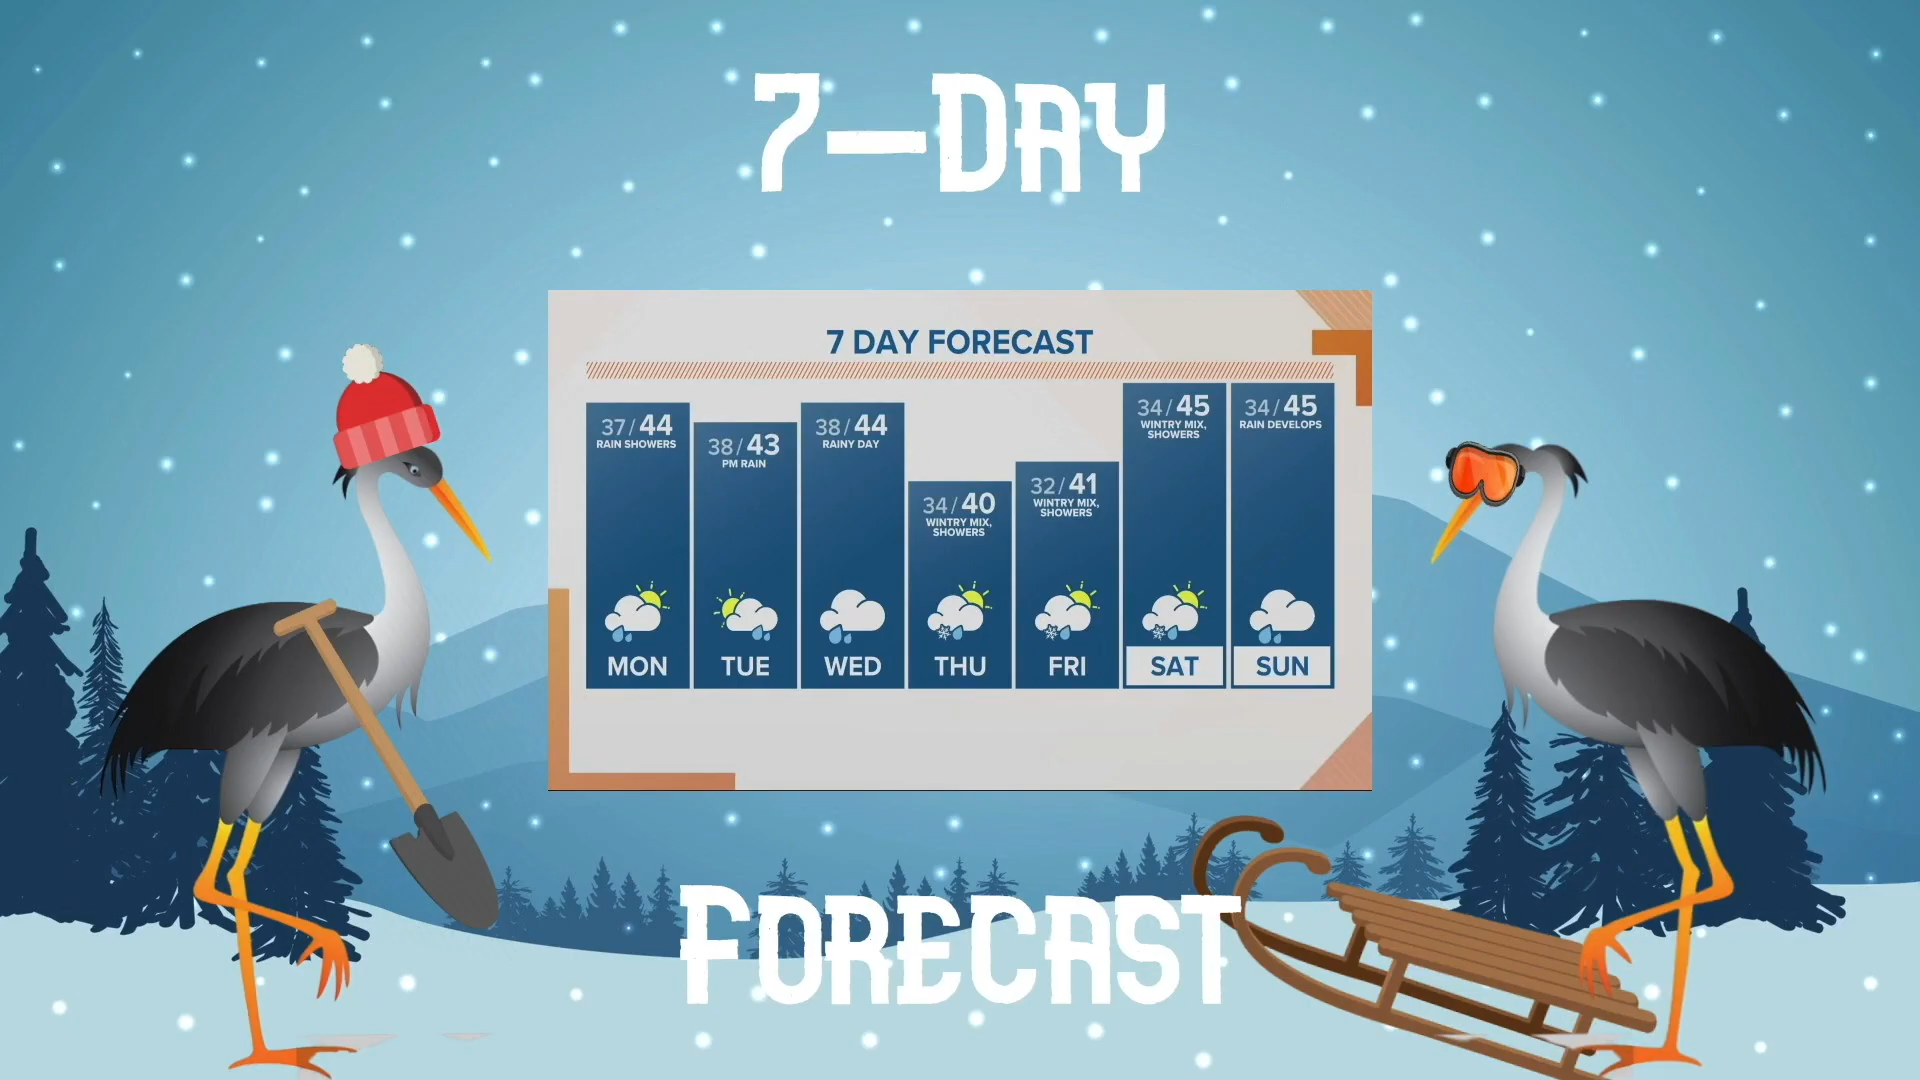 7-Day
7 DAY FORECAST
37/44
RAIN SHOWERS
MON
38/43
PM RAIN
TUE
38/44
RAINY DAY
WED
34/40
WINTRY MIX,
SHOWERS
THU
32/41
WINTRY MIX,
SHOWERS
FRI
34/45
WINTRY MIX,
SHOWERS
SAT
34/45
RAIN DEVELOPS
SUN
Forecast